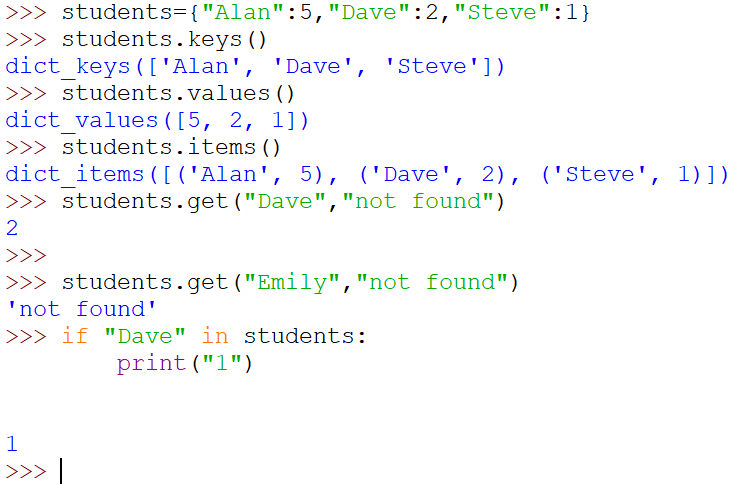 >>> students={"Alan":5,"Dave":2,"Steve":1}
>>> students.keys()
dict_keys(['Alan', 'Dave', 'Steve'])
>>> students.values()
dict_values([5, 2, 1])
>>> students.items()
dict_items([('Alan', 5), ('Dave', 2), ('Steve', 1)])
>>> students.get("Dave","not found")
2
>>>
>>> students.get("Emily","not found")
'not found'
>>> if "Dave" in students:
        print("1")
1
>>>